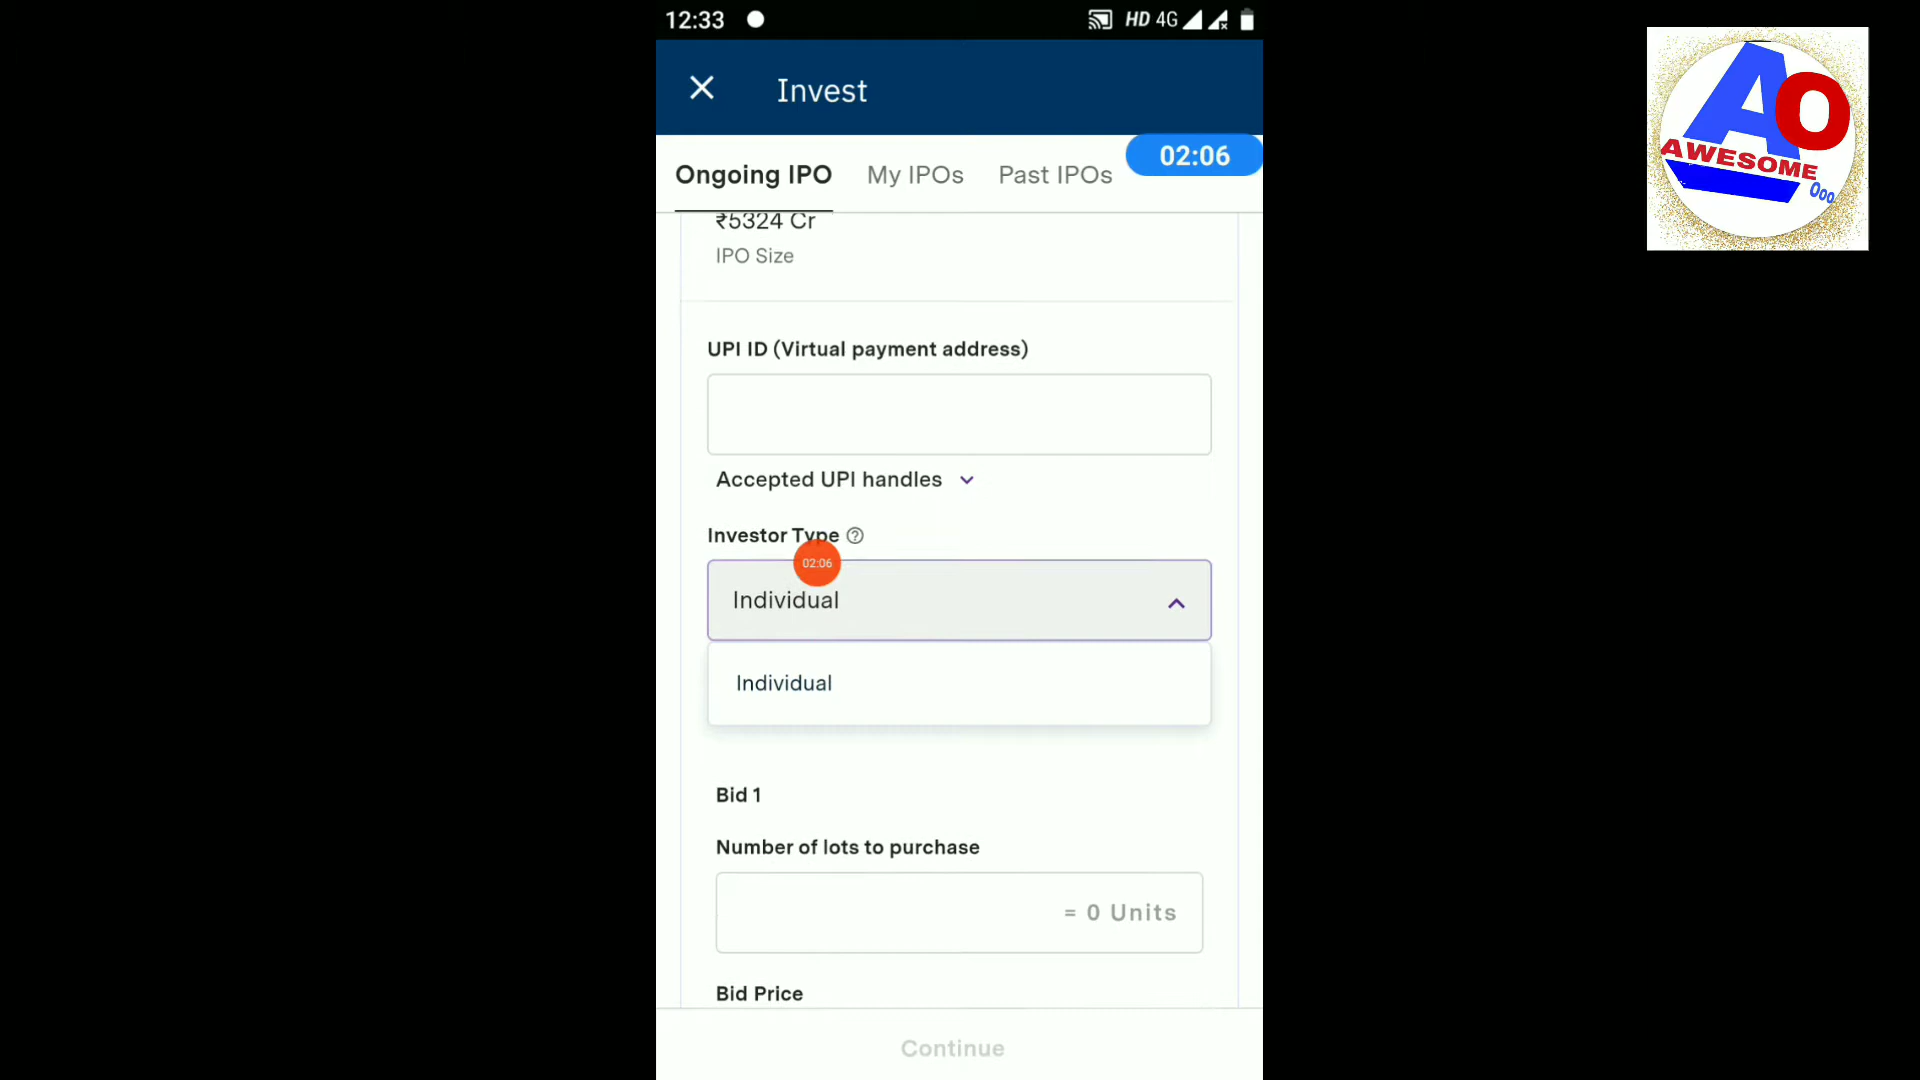 12:33
HD 4G
Invest
02:06
Ongoing IPO My IPOs Past IPOs
₹5324 Cr
IPO Size
UPI ID (Virtual payment address)
Accepted UPI handles
Investor Type ?
02:06
Individual
Individual
Bid 1
Number of lots to purchase
= 0 Units
Bid Price
Continue
AO
AWESOME
Ooo